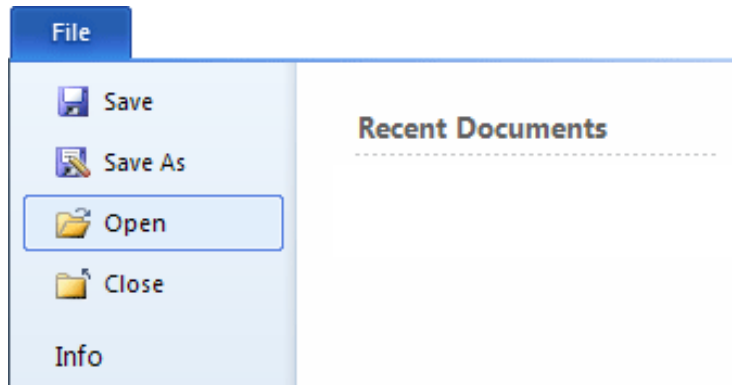 File
Save
Save As
Open
Close
Info
Recent Documents